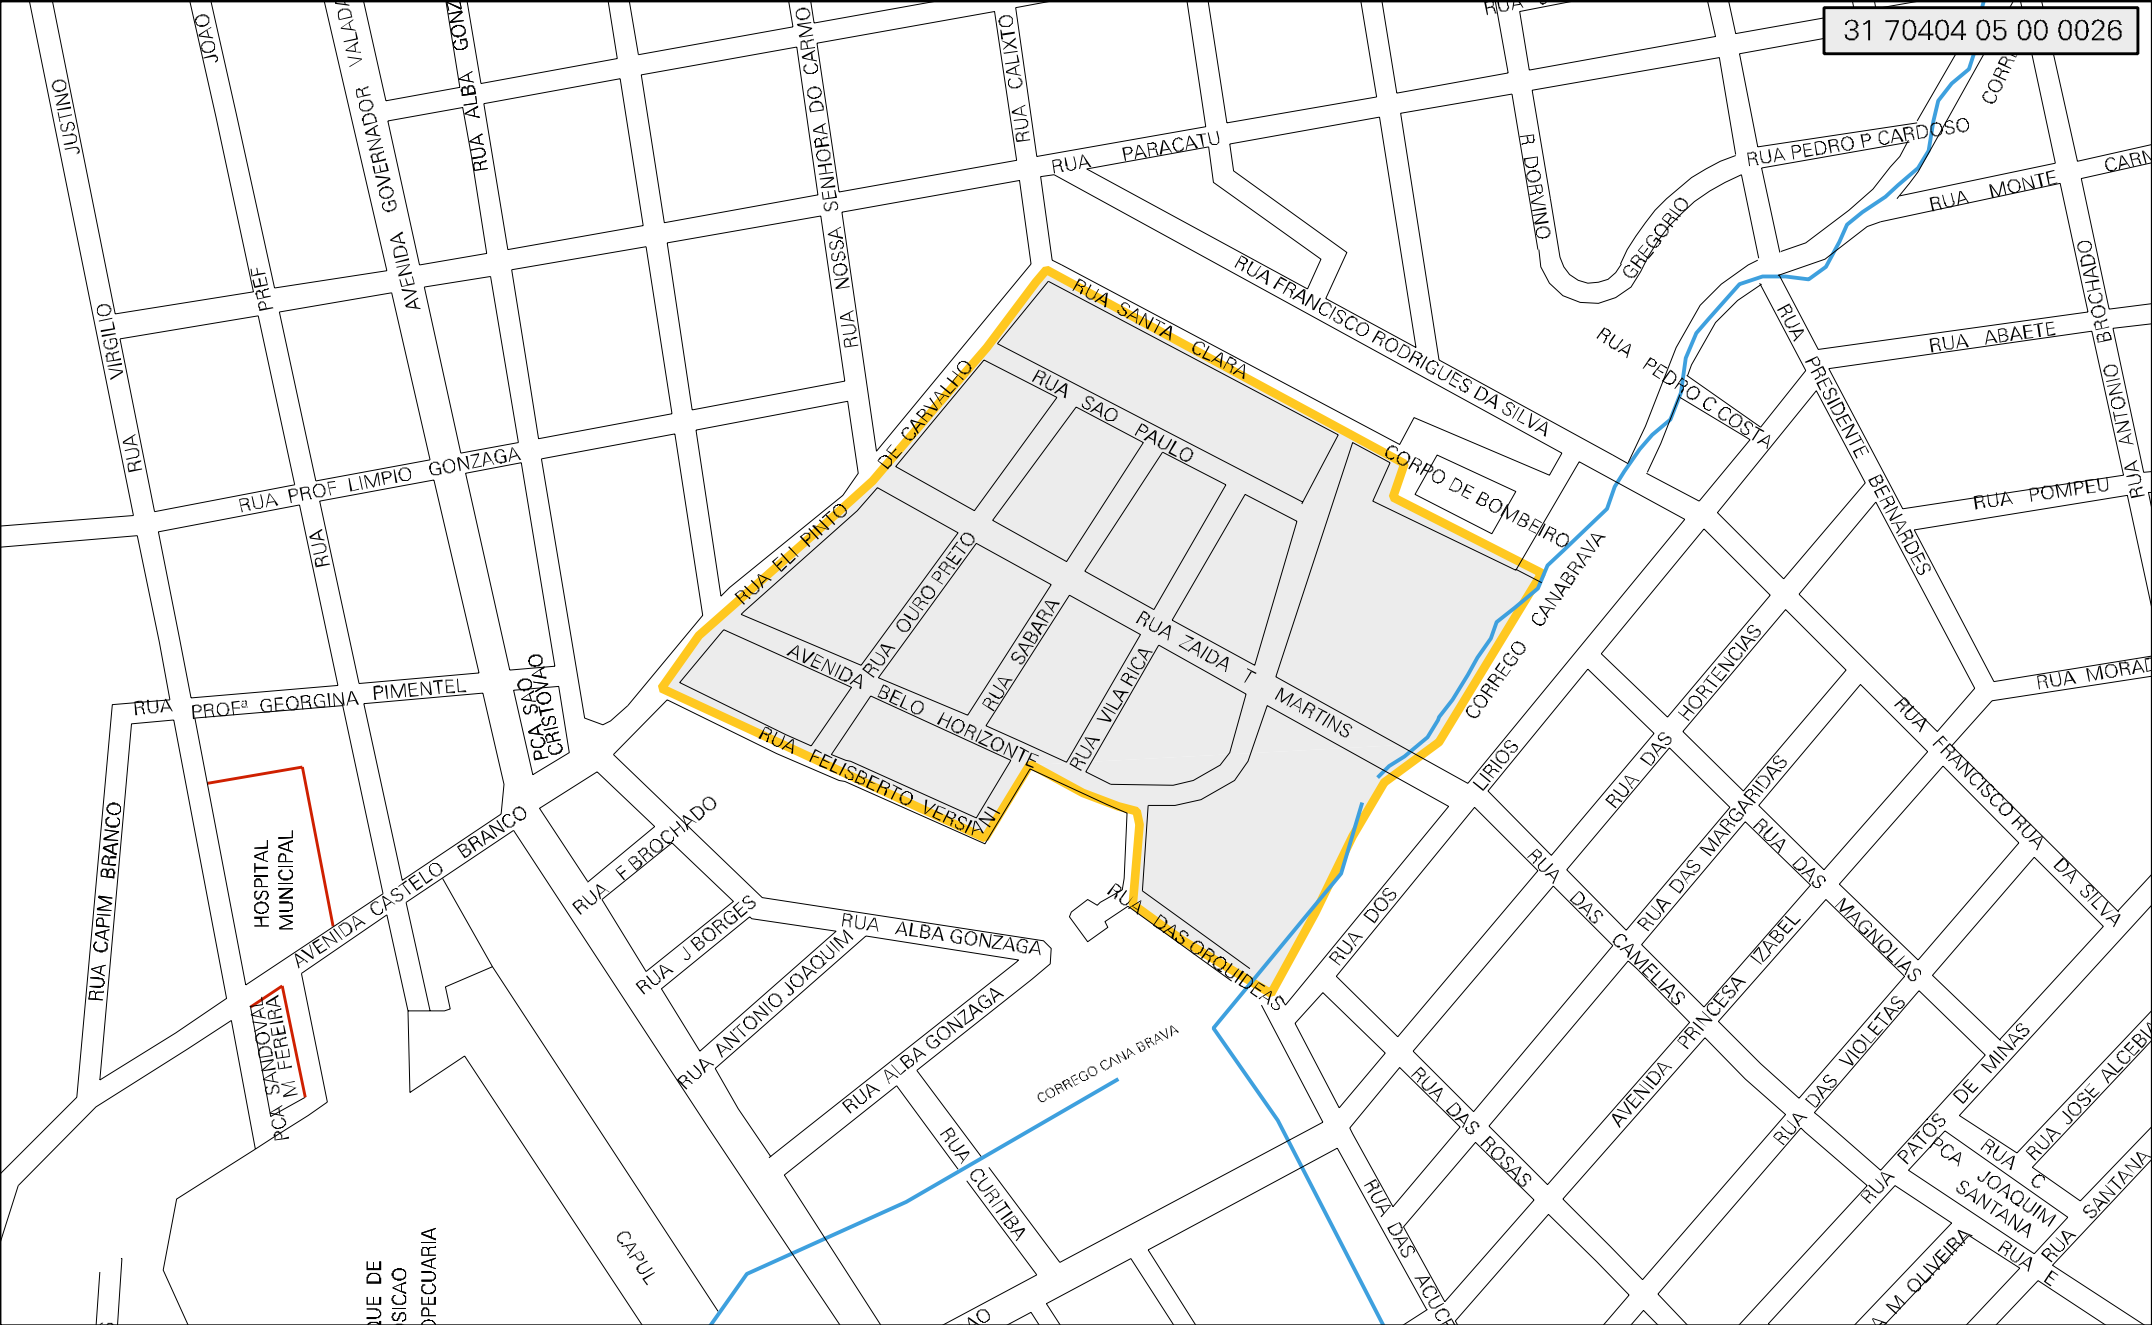 31 70404 05 00 0026
JUSTINO
VIRGILIO
RUA
JOAO
PREF
RUA
AVENIDA GOVERNADOR
RUA ALBA
RUA NOSSA SENHORA DO CARMO
RUA CALIXTO
RUA PARACATU
R DORVINO
GREGORIO
RUA PEDRO P CARDOSO
RUA MONTE
RUA ANTONIO BROCHADO
RUA ABAETE
RUA POMPEU
RUA PRESIDENTE BERNARDES
RUA PEDRO C COSTA
RUA FRANCISCO RODRIGUES DA SILVA
RUA SANTA CLARA
CORPO DE BOMBEIRO
RUA SAO PAULO
RUA ELI PINTO DE CARVALHO
RUA PROF LIMPIO GONZAGA
RUA OURO PRETO
RUA SABARA
RUA VILA RICA
RUA ZAIDA T MARTINS
AVENIDA BELO HORIZONTE
RUA FELISBERTO VERSIANI
CORREGO CANABRAVA
RUA PROFª GEORGINA PIMENTEL
PCA SAO
CRISTOVAO
RUA CAPIM BRANCO
HOSPITAL
MUNICIPAL
AVENIDA CASTELO BRANCO
PCA SANDOVAL
M FERREIRA
RUA F BROCHADO
RUA J BORGES
RUA ANTONIO JOAQUIM
RUA ALBA GONZAGA
RUA ALBA GONZAGA
RUA DAS ORQUIDEAS
CORREGO CANA BRAVA
RUA CURITIBA
CAPUL
RUA DOS LIRIOS
RUA DAS HORTENCIAS
RUA DAS MARGARIDAS
RUA DAS CAMELIAS
RUA DAS MAGNOLIAS
AVENIDA PRINCESA IZABEL
RUA DAS VIOLETAS
RUA DAS ROSAS
RUA FRANCISCO RUA DA SILVA
RUA PATOS DE MINAS
PCA
JOAQUIM
SANTANA
RUA C
RUA E
RUA SANTANA
RUA JOSE
M OLIVEIRA
RUA DAS